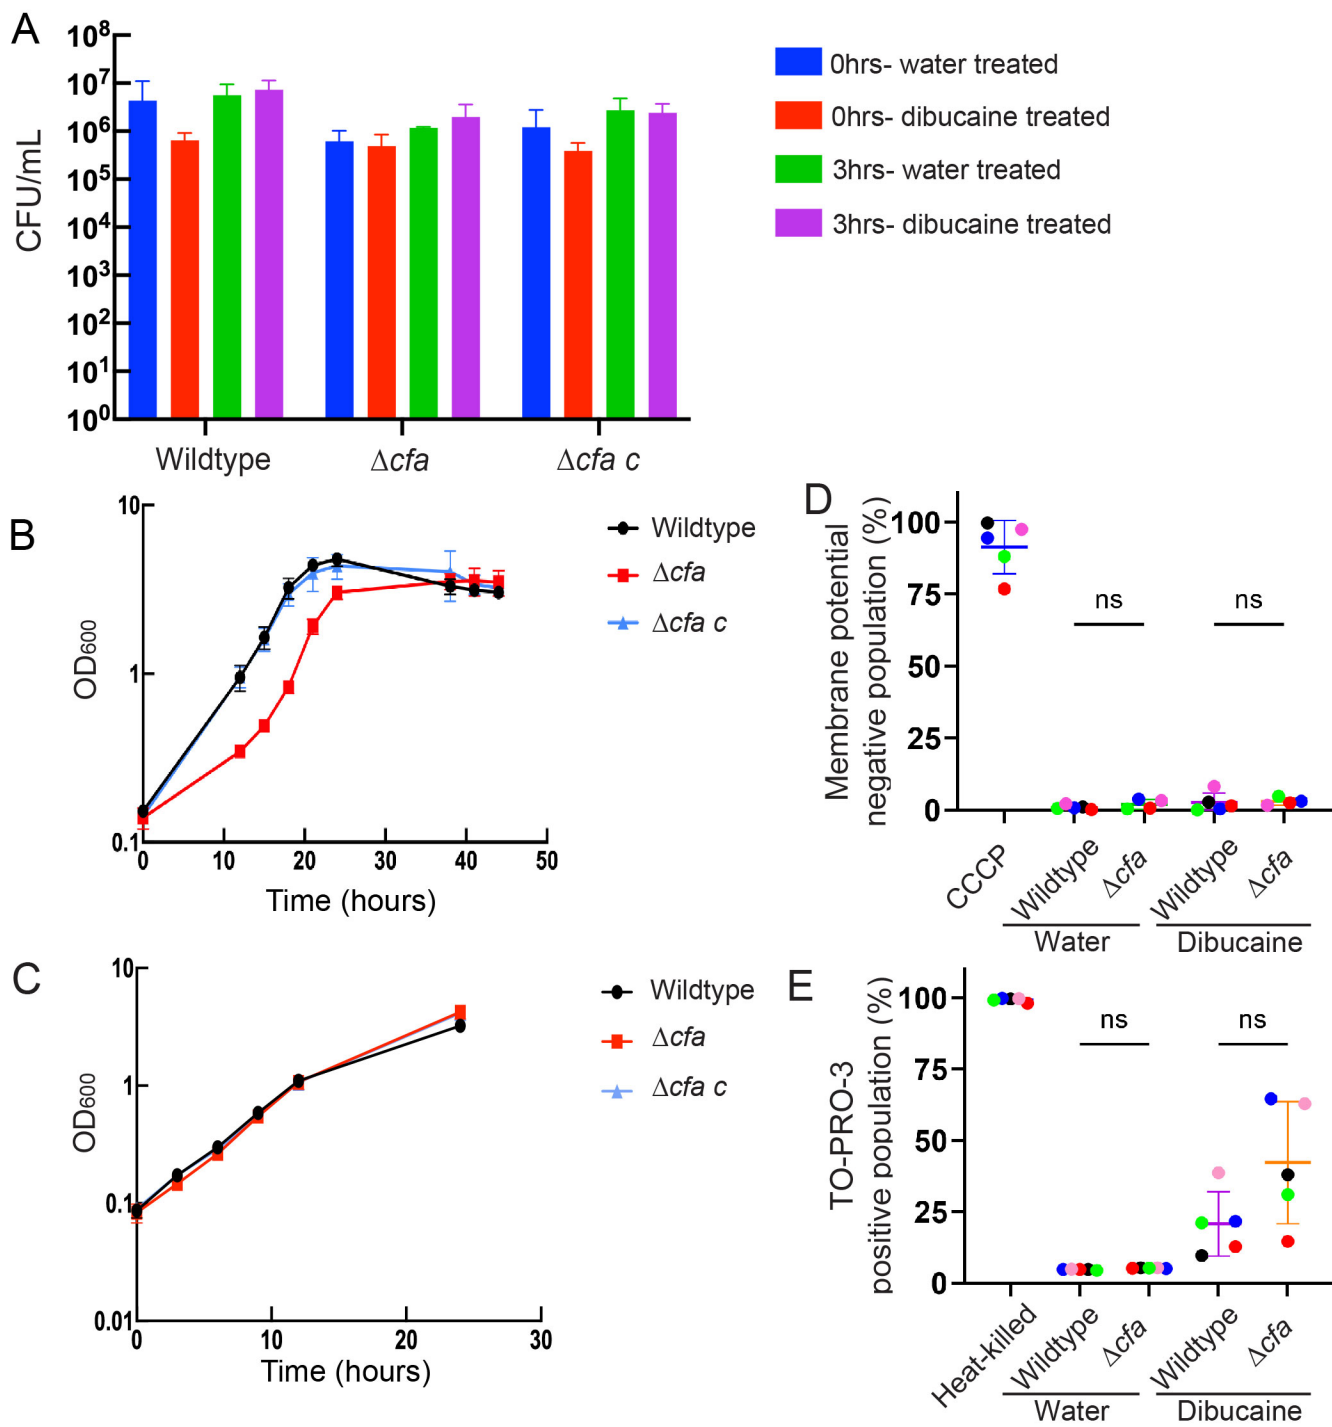 A
10⁸
10⁷
10⁶
10⁵
10⁴
10³
10²
10¹
10⁰
CFU/mL
Wildtype
Δcfa
Δcfa c
0hrs- water treated
0hrs- dibucaine treated
3hrs- water treated
3hrs- dibucaine treated
B
10
1
0.1
OD₆₀₀
0
10
20
30
40
50
Time (hours)
Wildtype
Δcfa
Δcfa c
C
10
1
0.1
0.01
OD₆₀₀
0
10
20
30
Time (hours)
Wildtype
Δcfa
Δcfa c
D
Membrane potential
negative population (%)
100
75
50
25
0
ns
ns
CCCP
Wildtype
Δcfa
Wildtype
Δcfa
Water
Dibucaine
E
TO-PRO-3
positive population (%)
100
75
50
25
0
ns
ns
Heat-killed
Wildtype
Δcfa
Wildtype
Δcfa
Water
Dibucaine